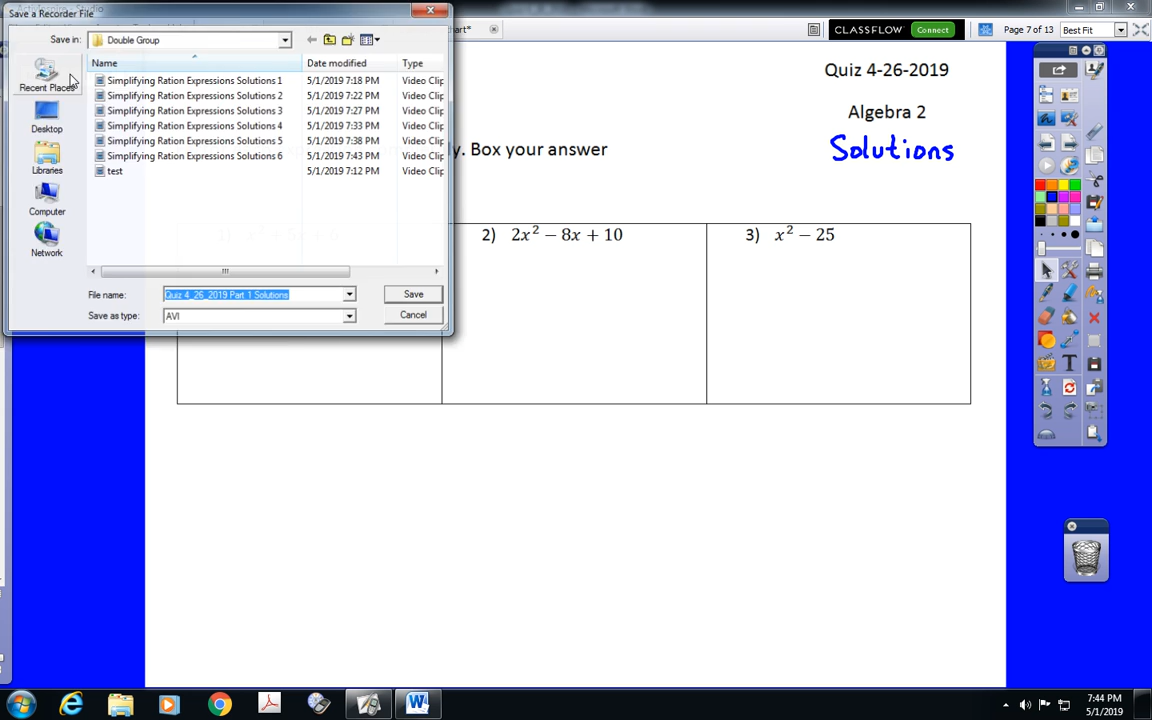 Save a Recorder File
Save in: Double Group
Name Date modified Type
Simplifying Ration Expressions Solutions 1 5/1/2019 7:18 PM Video Clip
Simplifying Ration Expressions Solutions 2 5/1/2019 7:22 PM Video Clip
Simplifying Ration Expressions Solutions 3 5/1/2019 7:27 PM Video Clip
Simplifying Ration Expressions Solutions 4 5/1/2019 7:33 PM Video Clip
Simplifying Ration Expressions Solutions 5 5/1/2019 7:38 PM Video Clip
Simplifying Ration Expressions Solutions 6 5/1/2019 7:43 PM Video Clip
test 5/1/2019 7:12 PM Video Clip
Recent Places
Desktop
Libraries
Computer
Network
File name: Quiz 4_26_2019 Part 1 Solutions Save
Save as type: AVI Cancel
CLASSFLOW Connect Page 7 of 13 Best Fit
Quiz 4-26-2019
Algebra 2
Solutions
y. Box your answer
2) 2x² − 8x + 10
3) x² − 25
7:44 PM
5/1/2019